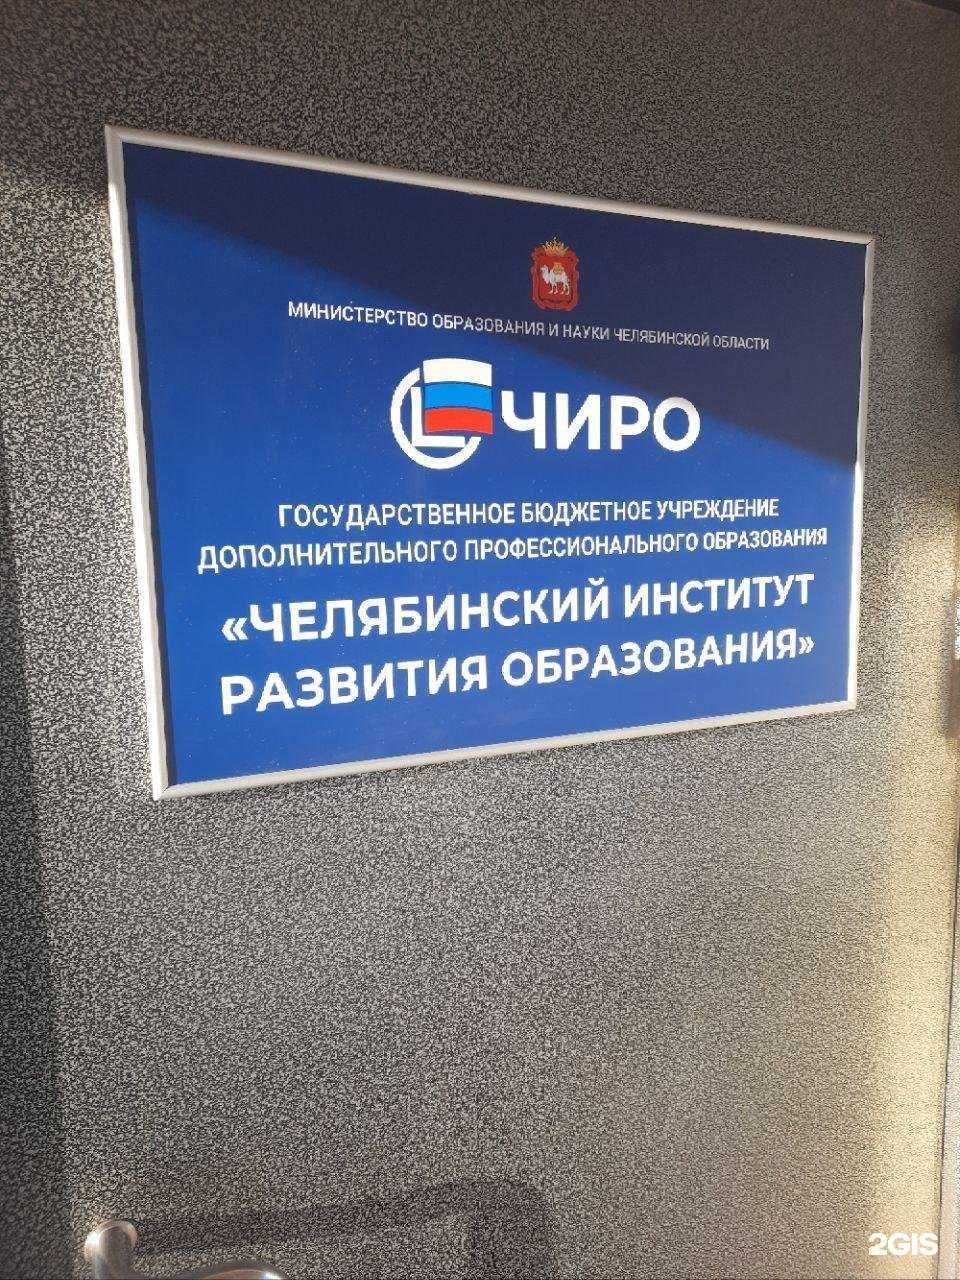 МИНИСТЕРСТВО ОБРАЗОВАНИЯ И НАУКИ ЧЕЛЯБИНСКОЙ ОБЛАСТИ
ЧИРО
ГОСУДАРСТВЕННОЕ БЮДЖЕТНОЕ УЧРЕЖДЕНИЕ
ДОПОЛНИТЕЛЬНОГО ПРОФЕССИОНАЛЬНОГО ОБРАЗОВАНИЯ
«ЧЕЛЯБИНСКИЙ ИНСТИТУТ
РАЗВИТИЯ ОБРАЗОВАНИЯ»
2GIS